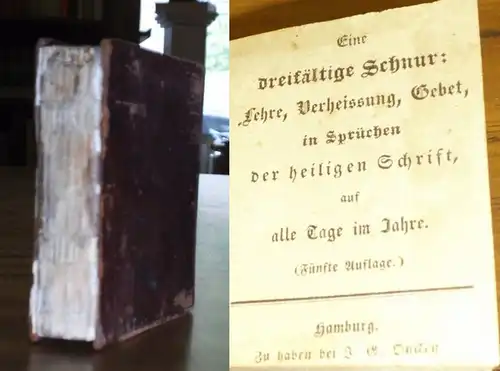 Eine
dreifältige Schnur:
Lehre, Verheissung, Gebet,
in Sprüchen
der heiligen Schrift,
auf
alle Tage im Jahre.
(Fünfte Auflage.)
Hamburg.
Zu haben bei J. G. Oncken